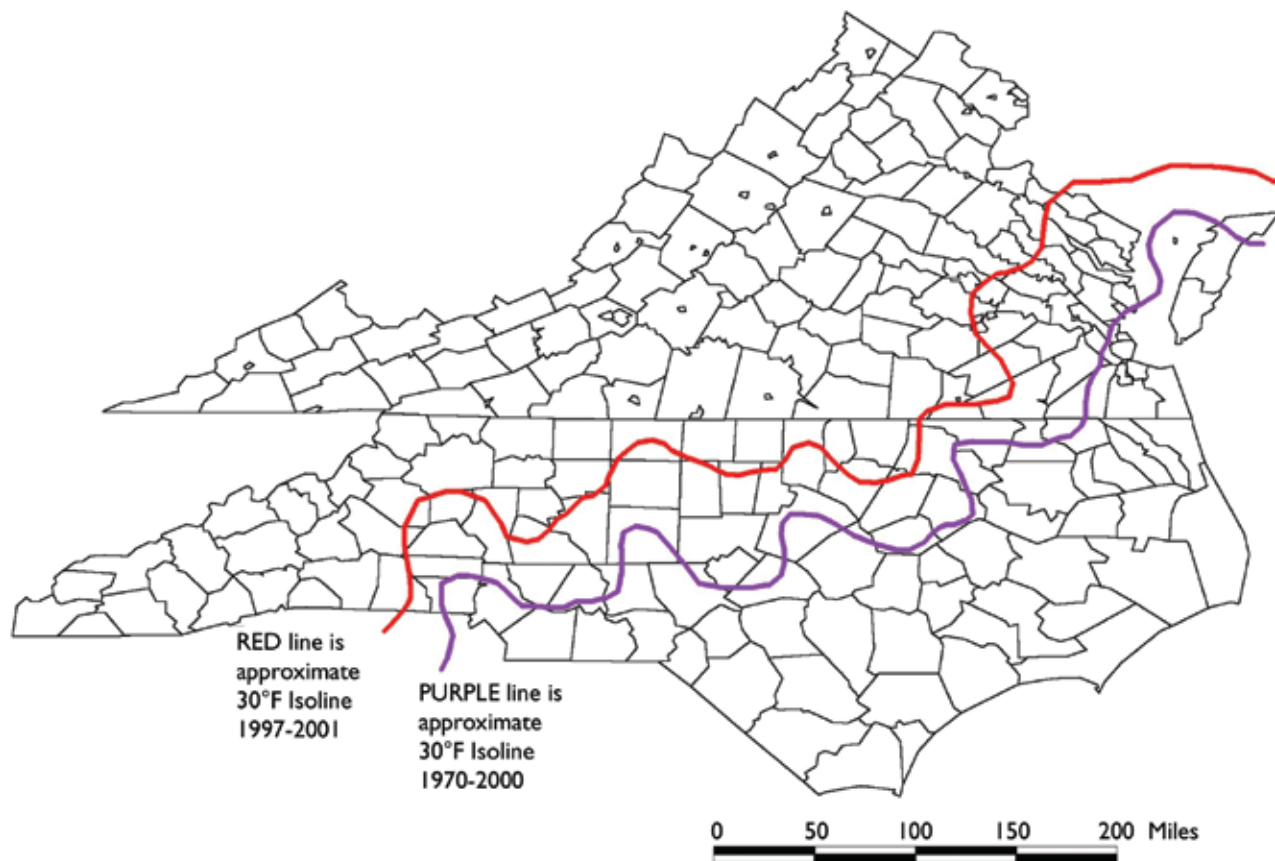 RED line is
approximate
30°F Isoline
1997-2001
PURPLE line is
approximate
30°F Isoline
1970-2000
0 50 100 150 200 Miles